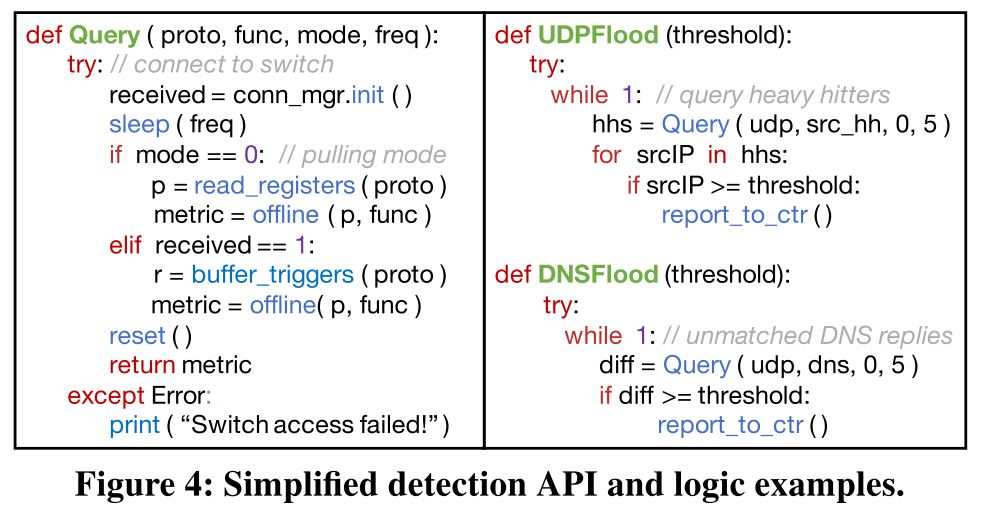 def Query ( proto, func, mode, freq ):
try: // connect to switch
received = conn_mgr.init ()
sleep ( freq )
if mode == 0: // pulling mode
p = read_registers ( proto )
metric = offline ( p, func )
elif received == 1:
r = buffer_triggers ( proto )
metric = offline( p, func )
reset ()
return metric
except Error:
print ( “Switch access failed!”)
def UDPFlood (threshold):
try:
while 1: // query heavy hitters
hhs = Query ( udp, src_hh, 0, 5 )
for srcIP in hhs:
if srcIP >= threshold:
report_to_ctr ()
def DNSFlood (threshold):
try:
while 1: // unmatched DNS replies
diff = Query ( udp, dns, 0, 5 )
if diff >= threshold:
report_to_ctr ()
Figure 4: Simplified detection API and logic examples.